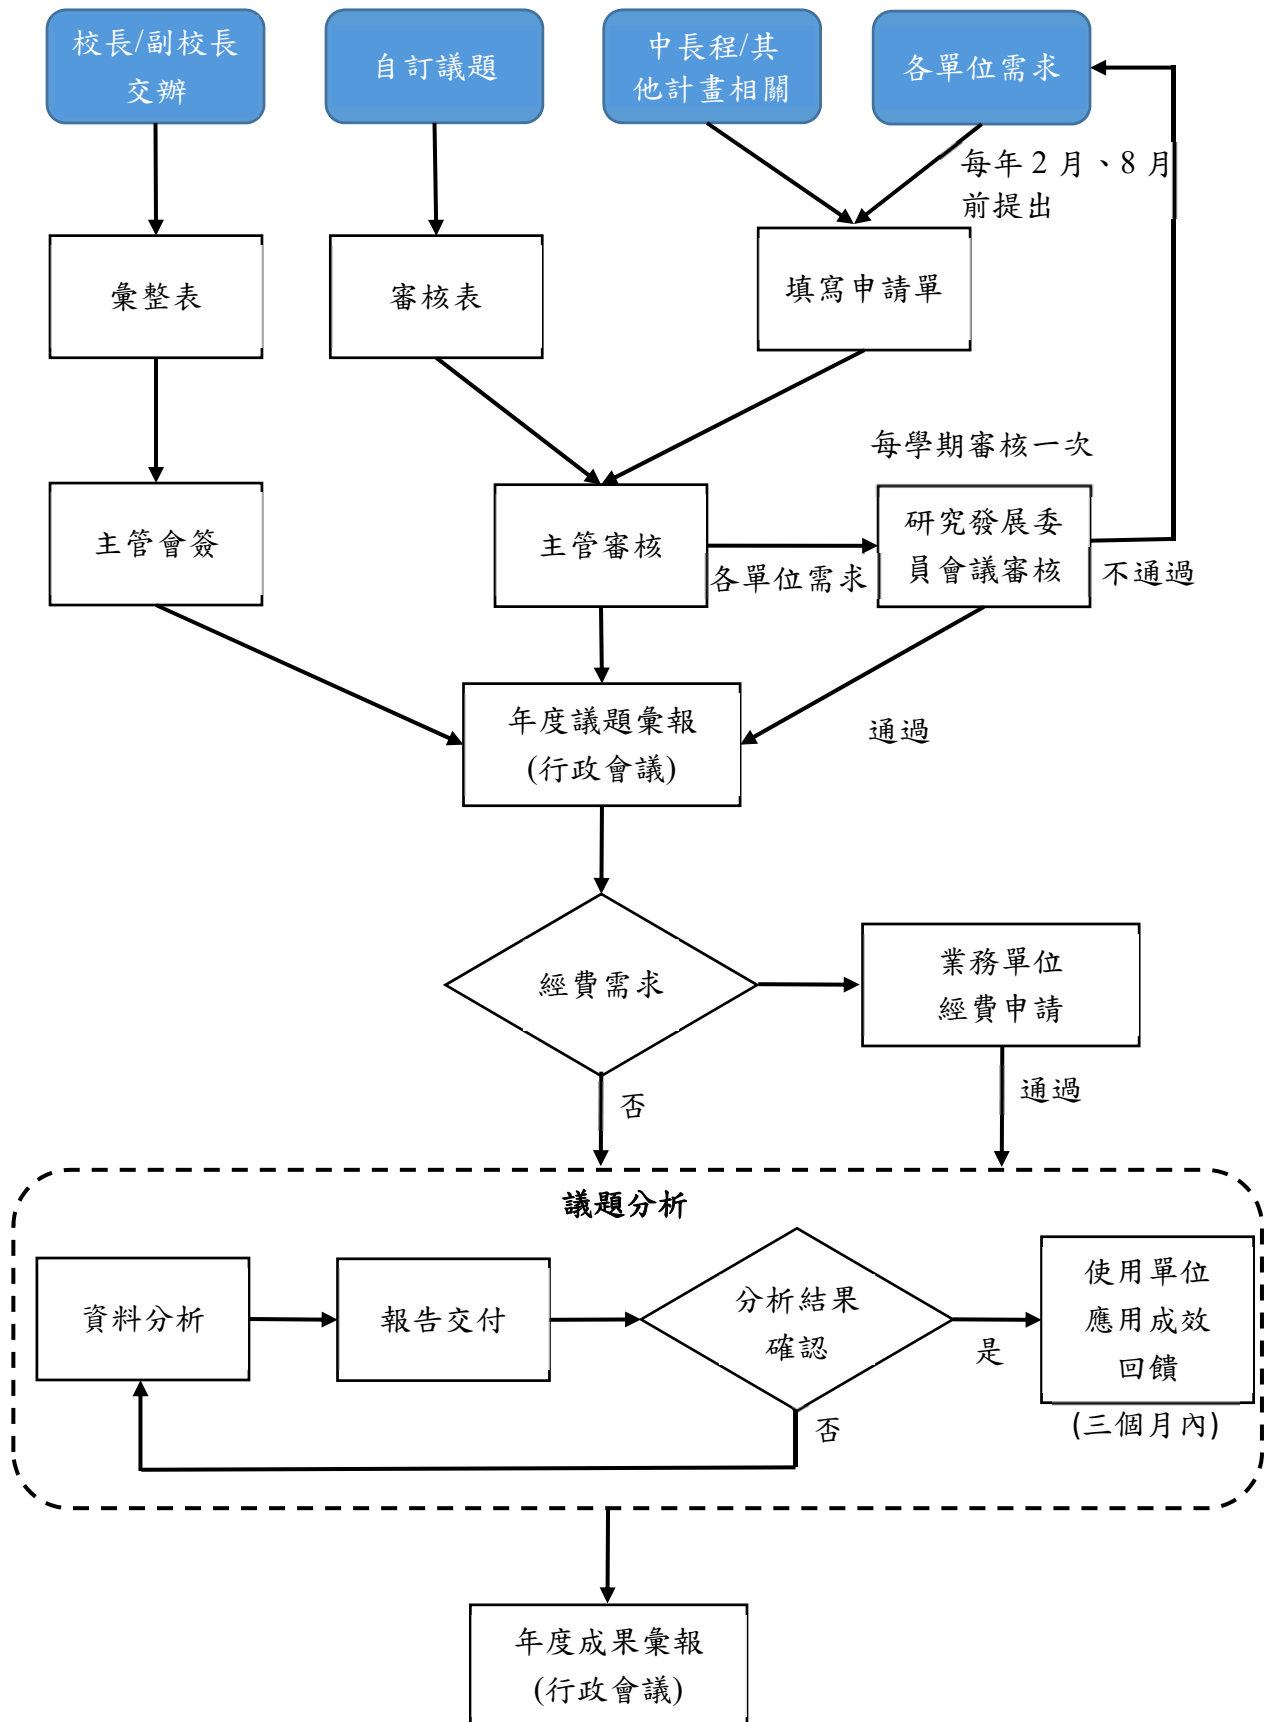 校長/副校長
交辦
自訂議題
中長程/其
他計畫相關
各單位需求
每年 2 月、8 月
前提出
彙整表
審核表
填寫申請單
每學期審核一次
主管會簽
主管審核
各單位需求
研究發展委
員會議審核
不通過
年度議題彙報
(行政會議)
通過
經費需求
業務單位
經費申請
否
通過
議題分析
資料分析
報告交付
分析結果
確認
是
使用單位
應用成效
回饋
(三個月內)
否
年度成果彙報
(行政會議)